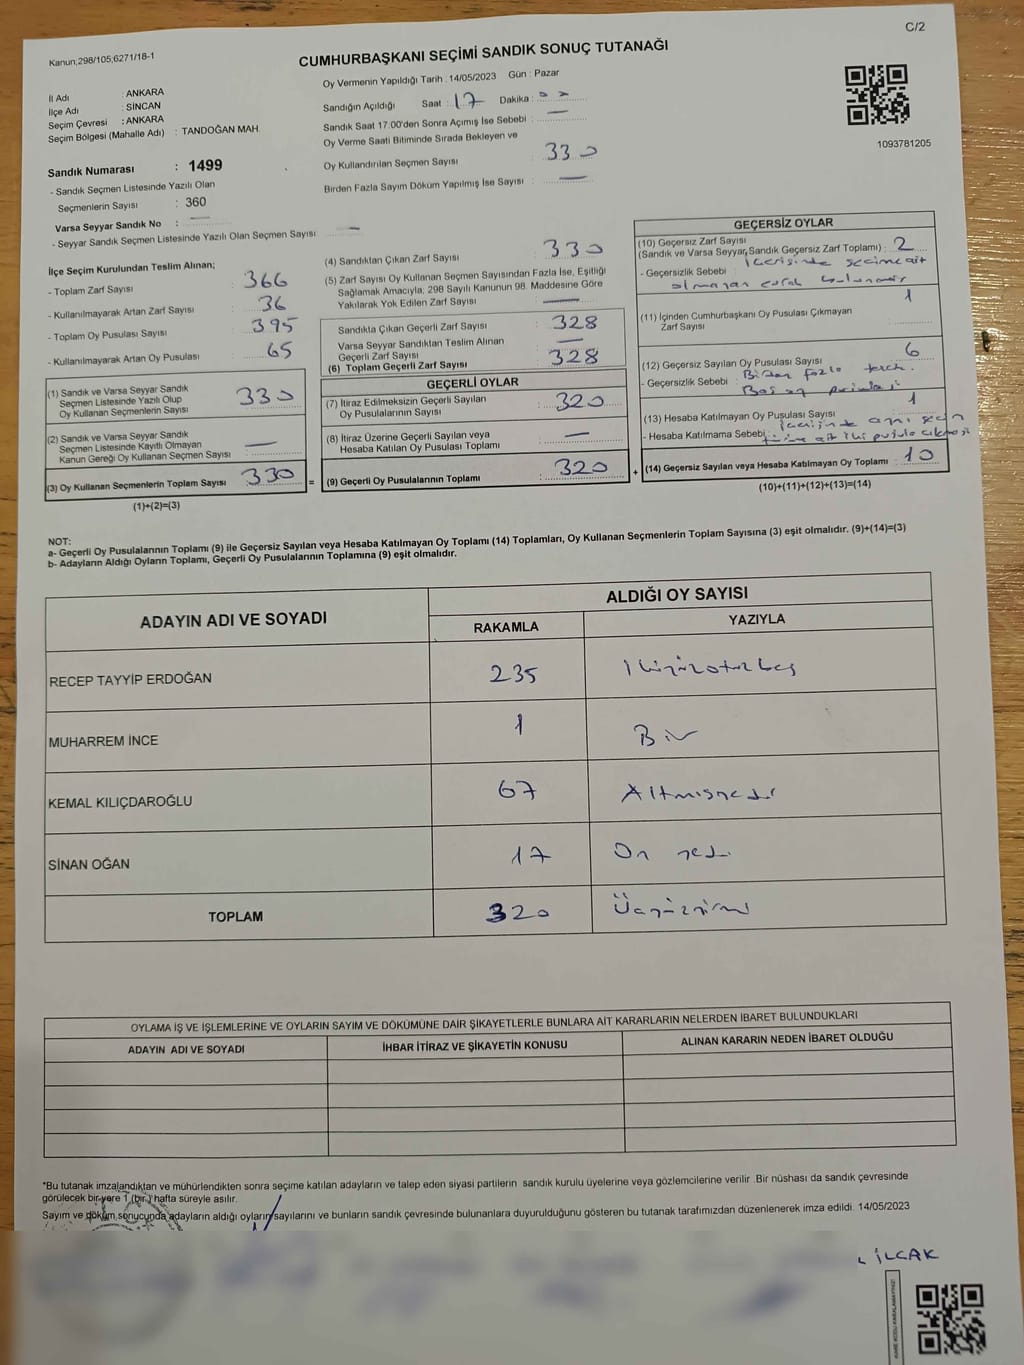 C/2
Kanun;298/105;6271/18-1
CUMHURBAŞKANI SEÇİMİ SANDIK SONUÇ TUTANAĞI
Oy Vermenin Yapıldığı Tarih : 14/05/2023 Gün : Pazar
İl Adı : ANKARA
İlçe Adı : SİNCAN
Seçim Çevresi : ANKARA
Seçim Bölgesi (Mahalle Adı) : TANDOĞAN MAH.
Sandığın Açıldığı Saat : 17 Dakika : 00
Sandık Saat 17:00'den Sonra Açımış İse Sebebi : —
Oy Verme Saati Bitiminde Sırada Bekleyen ve
Oy Kullandırılan Seçmen Sayısı 330
Birden Fazla Sayım Döküm Yapılmış İse Sayısı : —
1093781205
Sandık Numarası : 1499
- Sandık Seçmen Listesinde Yazılı Olan
Seçmenlerin Sayısı : 360
Varsa Seyyar Sandık No : —
- Seyyar Sandık Seçmen Listesinde Yazılı Olan Seçmen Sayısı : —
İlçe Seçim Kurulundan Teslim Alınan;
- Toplam Zarf Sayısı : 366
- Kullanılmayarak Artan Zarf Sayısı : 36
- Toplam Oy Pusulası Sayısı : 395
- Kullanılmayarak Artan Oy Pusulası : 65
(1) Sandık ve Varsa Seyyar Sandık
Seçmen Listesinde Yazılı Olup
Oy Kullanan Seçmenlerin Sayısı : 330
(2) Sandık ve Varsa Seyyar Sandık
Seçmen Listesinde Kayıtlı Olmayan
Kanun Gereği Oy Kullanan Seçmen Sayısı : —
(3) Oy Kullanan Seçmenlerin Toplam Sayısı 330
(1)+(2)=(3)
(4) Sandıktan Çıkan Zarf Sayısı : 330
(5) Zarf Sayısı Oy Kullanan Seçmen Sayısından Fazla İse, Eşitliği
Sağlamak Amacıyla, 298 Sayılı Kanunun 98. Maddesine Göre
Yakılarak Yok Edilen Zarf Sayısı : —
Sandıkta Çıkan Geçerli Zarf Sayısı : 328
Varsa Seyyar Sandıktan Teslim Alınan
Geçerli Zarf Sayısı : —
(6) Toplam Geçerli Zarf Sayısı : 328
GEÇERLİ OYLAR
(7) İtiraz Edilmeksizin Geçerli Sayılan
Oy Pusulalarının Sayısı : 320
(8) İtiraz Üzerine Geçerli Sayılan veya
Hesaba Katılan Oy Pusulası Toplamı : —
(9) Geçerli Oy Pusulalarının Toplamı : 320
GEÇERSİZ OYLAR
(10) Geçersiz Zarf Sayısı
(Sandık ve Varsa Seyyar Sandık Geçersiz Zarf Toplamı) : 2
- Geçersizlik Sebebi : İçerisinde seçime ait
olmayan evrak bulunması
(11) İçinden Cumhurbaşkanı Oy Pusulası Çıkmayan
Zarf Sayısı : 1
(12) Geçersiz Sayılan Oy Pusulası Sayısı : 6
- Geçersizlik Sebebi : Birden fazla terch.
Boş oy pusulası
(13) Hesaba Katılmayan Oy Pusulası Sayısı : 1
- Hesaba Katılmama Sebebi : içerisinde aynı seçim
türüne ait iki pusula çıkması
(14) Geçersiz Sayılan veya Hesaba Katılmayan Oy Toplamı : 10
(10)+(11)+(12)+(13)=(14)
NOT:
a- Geçerli Oy Pusulalarının Toplamı (9) ile Geçersiz Sayılan veya Hesaba Katılmayan Oy Toplamı (14) Toplamları, Oy Kullanan Seçmenlerin Toplam Sayısına (3) eşit olmalıdır. (9)+(14)=(3)
b- Adayların Aldığı Oyların Toplamı, Geçerli Oy Pusulalarının Toplamına (9) eşit olmalıdır.
ADAYIN ADI VE SOYADI ALDIĞI OY SAYISI
RAKAMLA YAZIYLA
RECEP TAYYİP ERDOĞAN 235 İkiyüzotuzbeş
MUHARREM İNCE 1 Bir
KEMAL KILIÇDAROĞLU 67 Altmışyedi
SİNAN OĞAN 17 On yedi
TOPLAM 320 Üçyüzyirmi
OYLAMA İŞ VE İŞLEMLERİNE VE OYLARIN SAYIM VE DÖKÜMÜNE DAİR ŞİKAYETLERLE BUNLARA AİT KARARLARIN NELERDEN İBARET BULUNDUKLARI
ADAYIN ADI VE SOYADI İHBAR İTİRAZ VE ŞİKAYETİN KONUSU ALINAN KARARIN NEDEN İBARET OLDUĞU
*Bu tutanak imzalandıktan ve mühürlendikten sonra seçime katılan adayların ve talep eden siyasi partilerin sandık kurulu üyelerine veya gözlemcilerine verilir. Bir nüshası da sandık çevresinde
görülecek bir yere 1 (bir) hafta süreyle asılır.
Sayım ve döküm sonucunda adayların aldığı oyların sayılarını ve bunların sandık çevresinde bulunanlara duyurulduğunu gösteren bu tutanak tarafımızdan düzenlenerek imza edildi. 14/05/2023
İLCAK